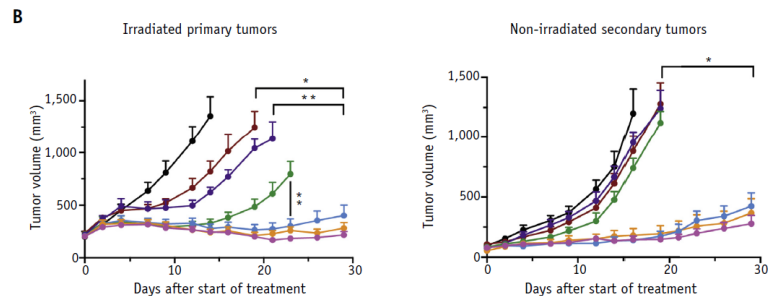 B
Irradiated primary tumors
Non-irradiated secondary tumors
Tumor volume (mm³)
1,500
1,000
500
0
0
10
20
30
Days after start of treatment
*
**
**
Tumor volume (mm³)
1,500
1,000
500
0
0
10
20
30
Days after start of treatment
*